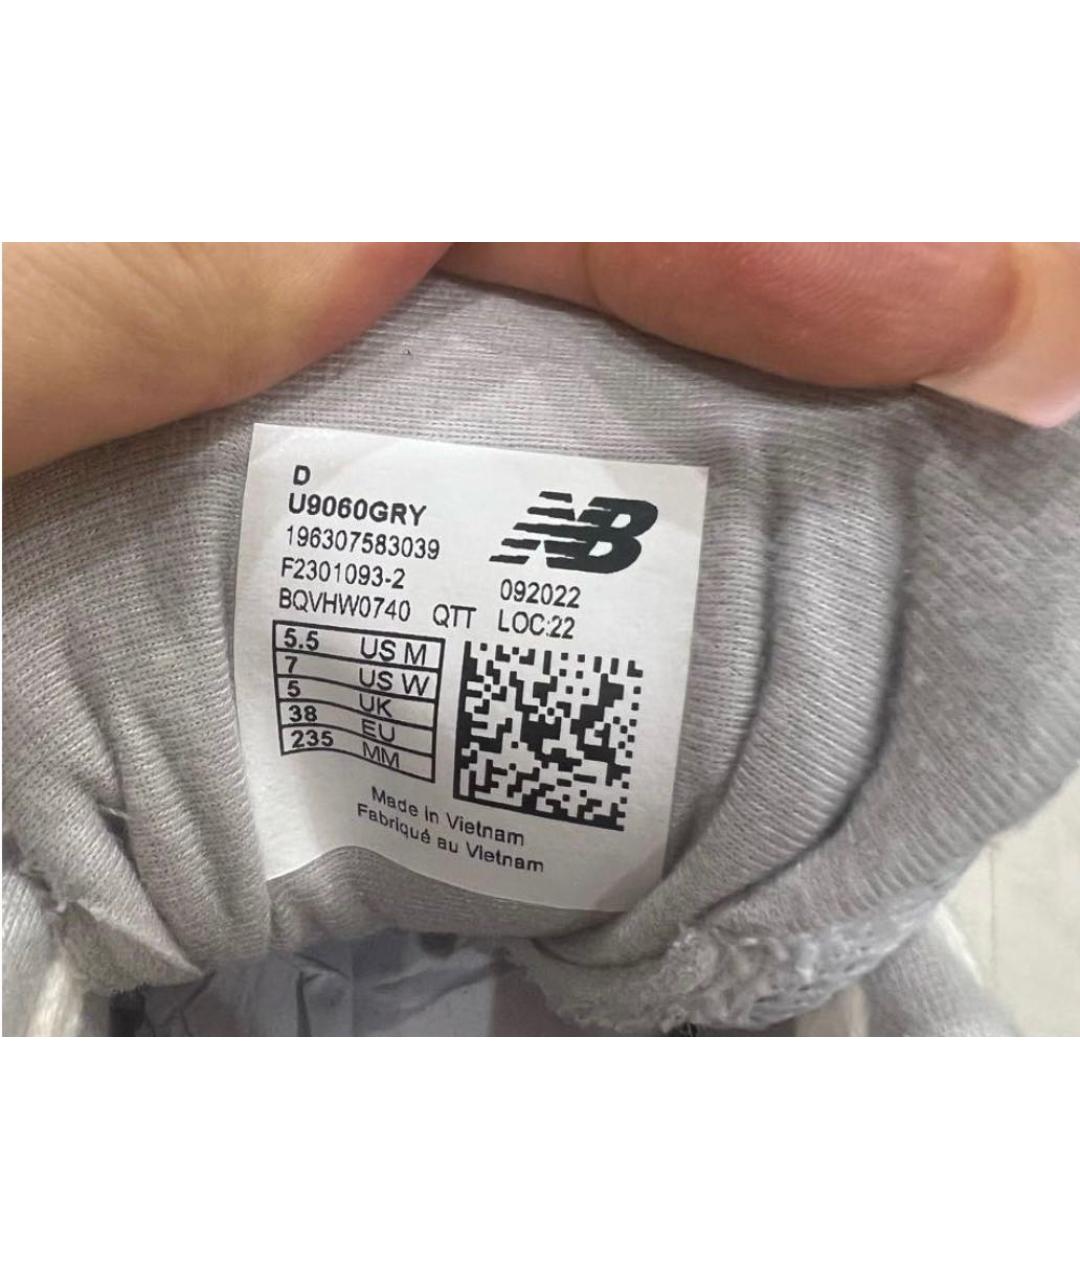 D
U9060GRY
196307583039
F2301093-2
BQVHW0740 QTT
NB
092022
LOC:22
5.5 US M
7 US W
5 UK
38 EU
235 MM
Made in Vietnam
Fabriqué au Vietnam